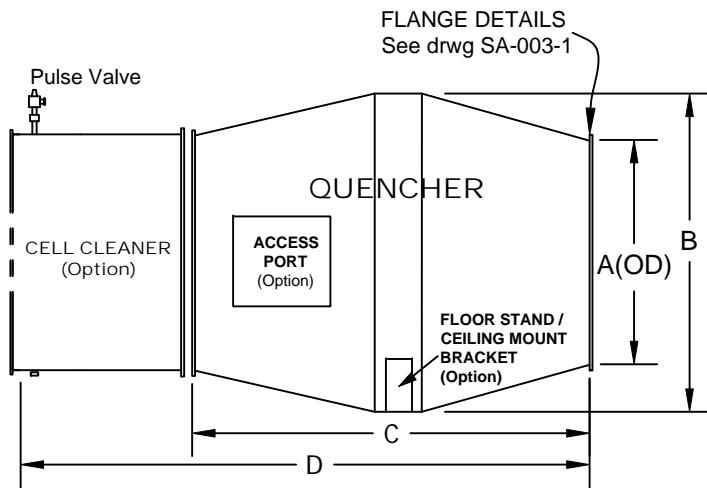 FLANGE DETAILS
See drwg SA-003-1
Pulse Valve
QUENCHER
CELL CLEANER
(Option)
ACCESS
PORT
(Option)
A(OD)
B
FLOOR STAND /
CEILING MOUNT
BRACKET
(Option)
C
D